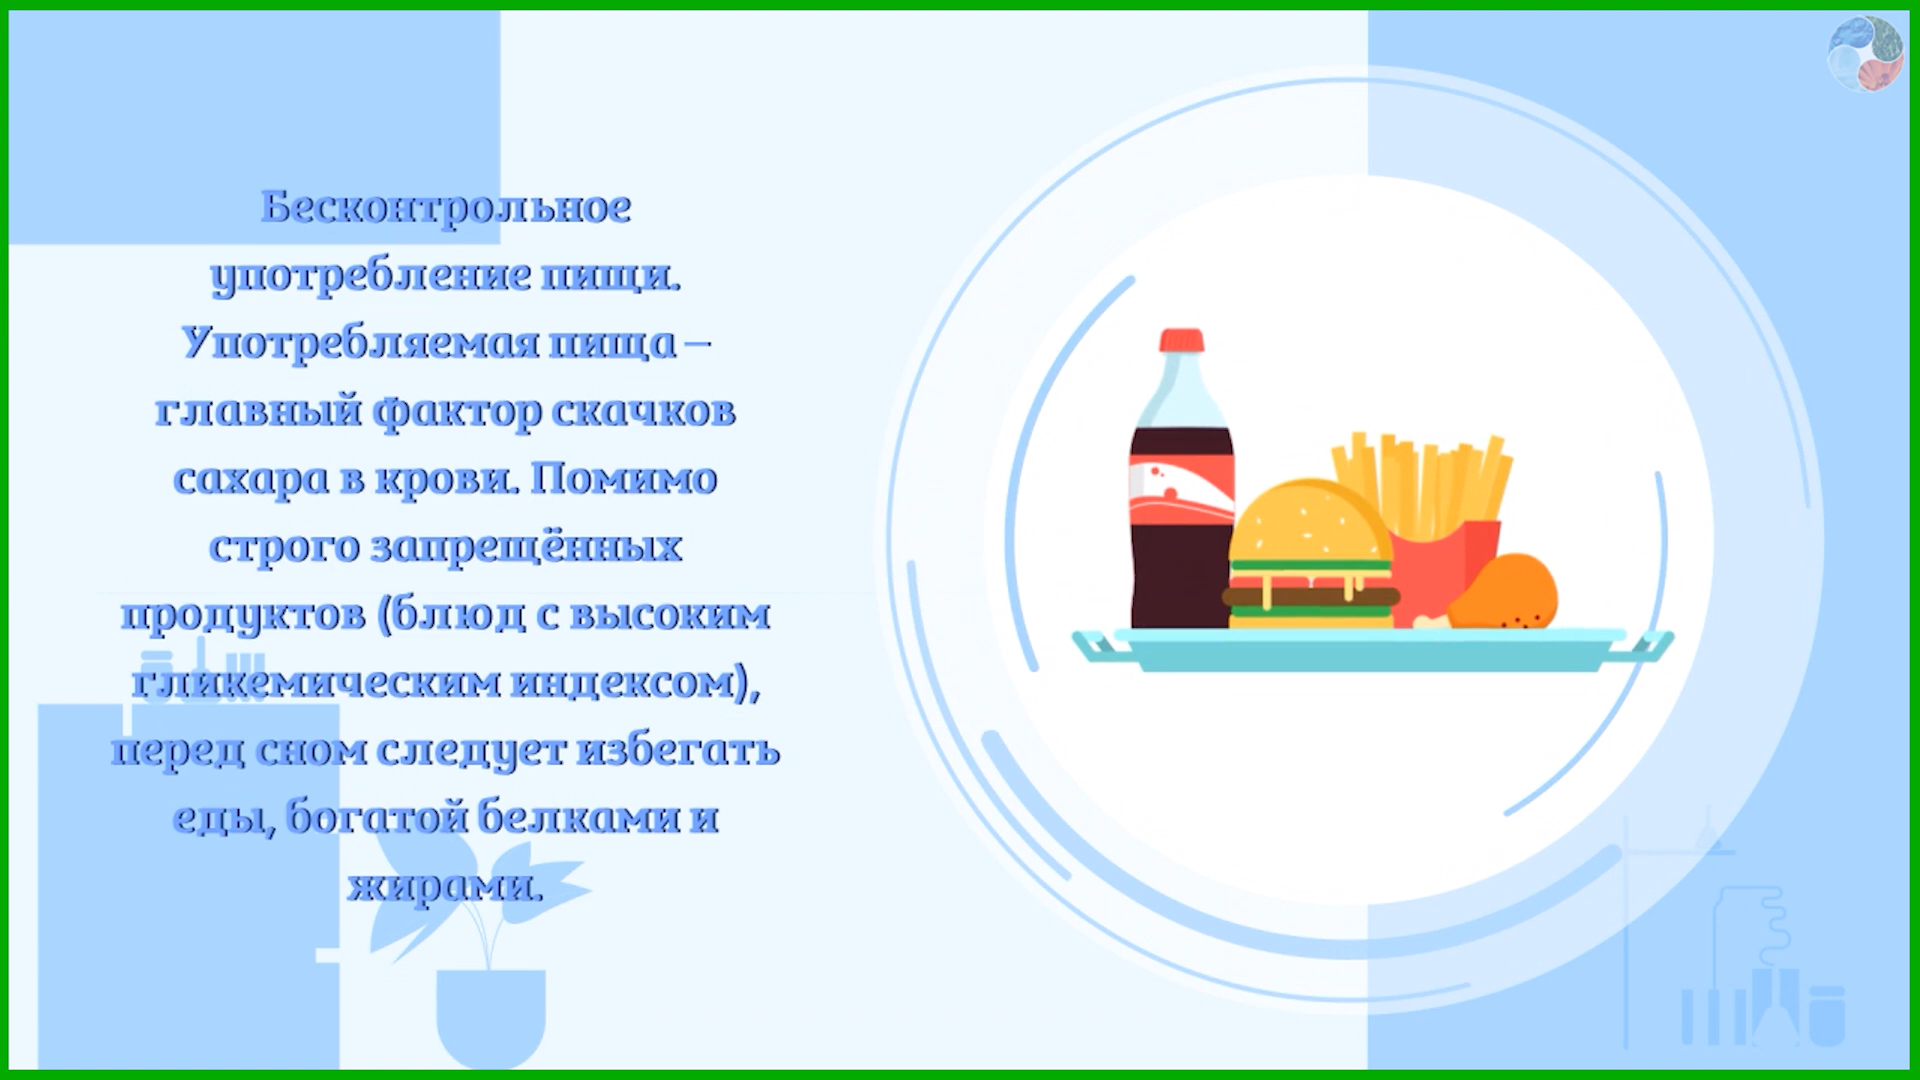 Бесконтрольное
употребление пищи.
Употребляемая пища –
главный фактор скачков
сахара в крови. Помимо
строго запрещённых
продуктов (блюд с высоким
гликемическим индексом),
перед сном следует избегать
еды, богатой белками и
жирами.